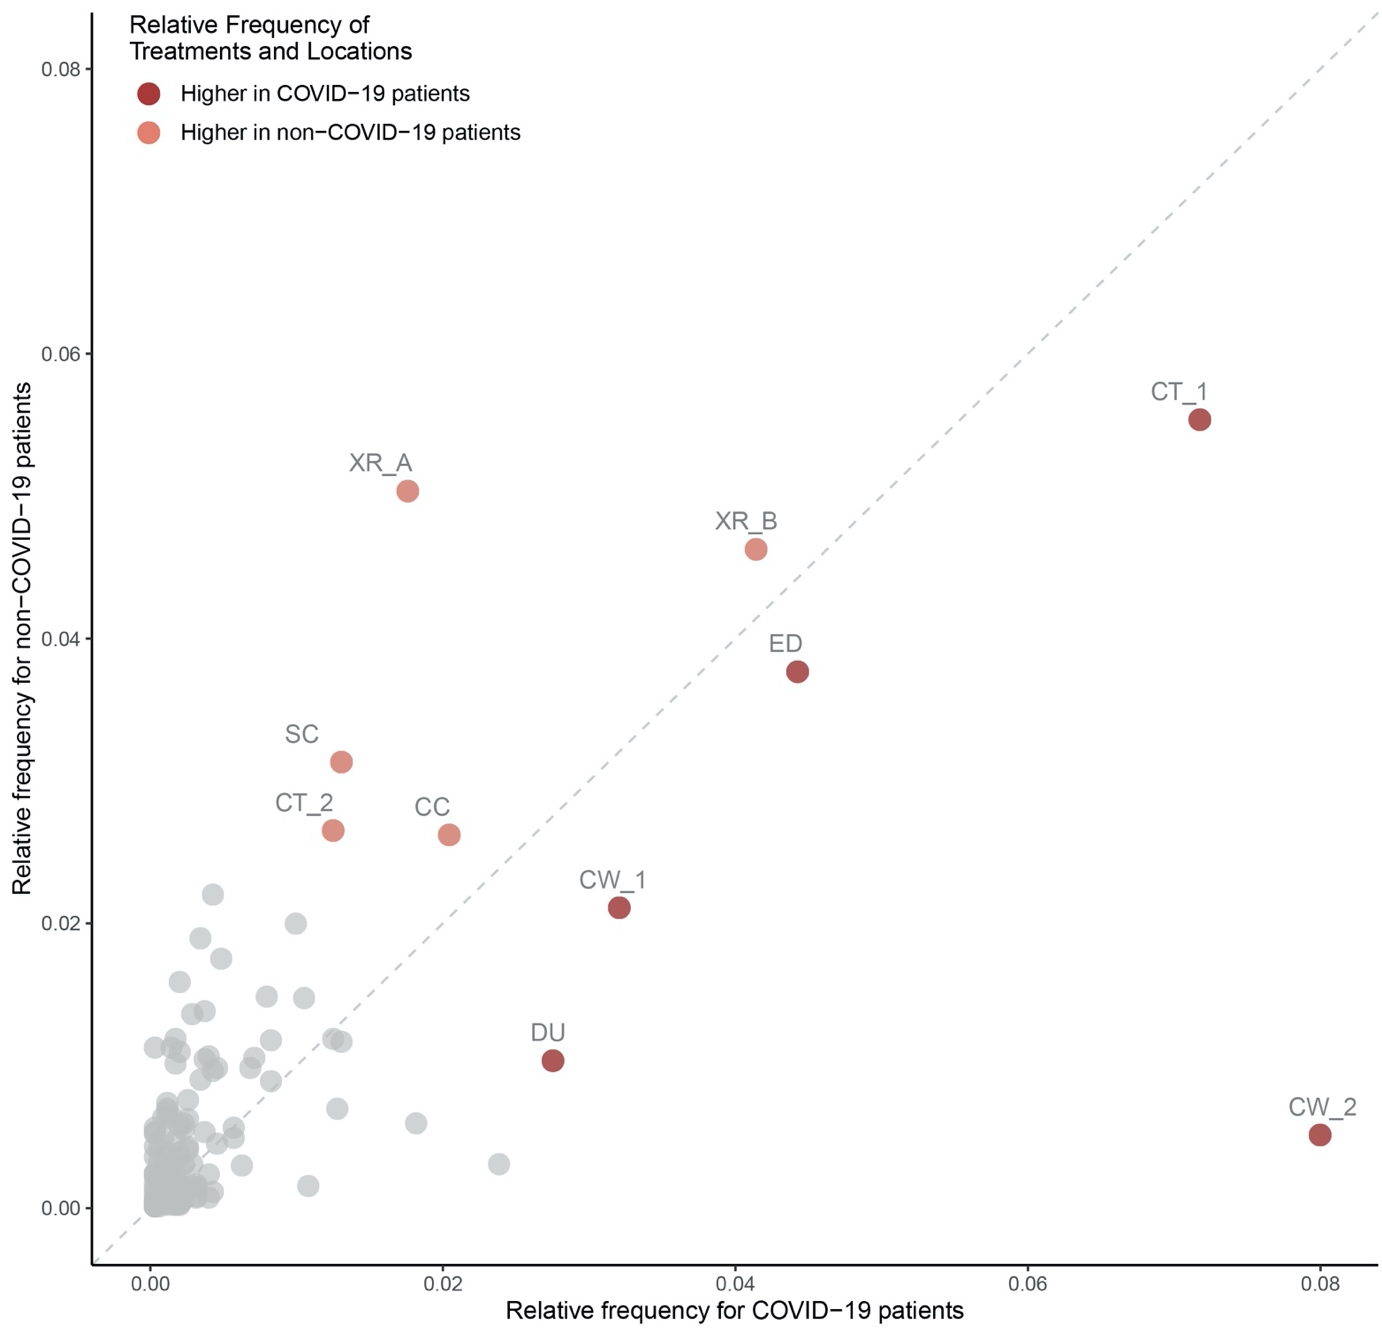 Relative Frequency of
Treatments and Locations
Higher in COVID−19 patients
Higher in non−COVID−19 patients
Relative frequency for non−COVID−19 patients
0.08
0.06
0.04
0.02
0.00
CT_1
XR_A
XR_B
ED
SC
CT_2
CC
CW_1
DU
CW_2
0.00
0.02
0.04
0.06
0.08
Relative frequency for COVID−19 patients